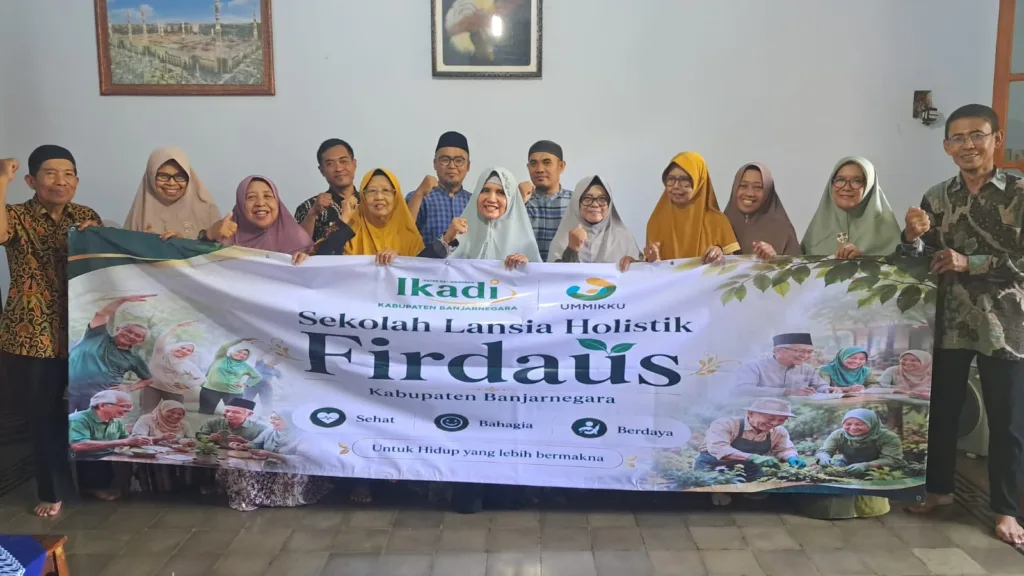 Ikadi
KABUPATEN BANJARNEGARA
UMMIKKU
Sekolah Lansia Holistik
Firdaus
Kabupaten Banjarnegara
Sehat
Bahagia
Berdaya
Untuk Hidup yang lebih bermakna